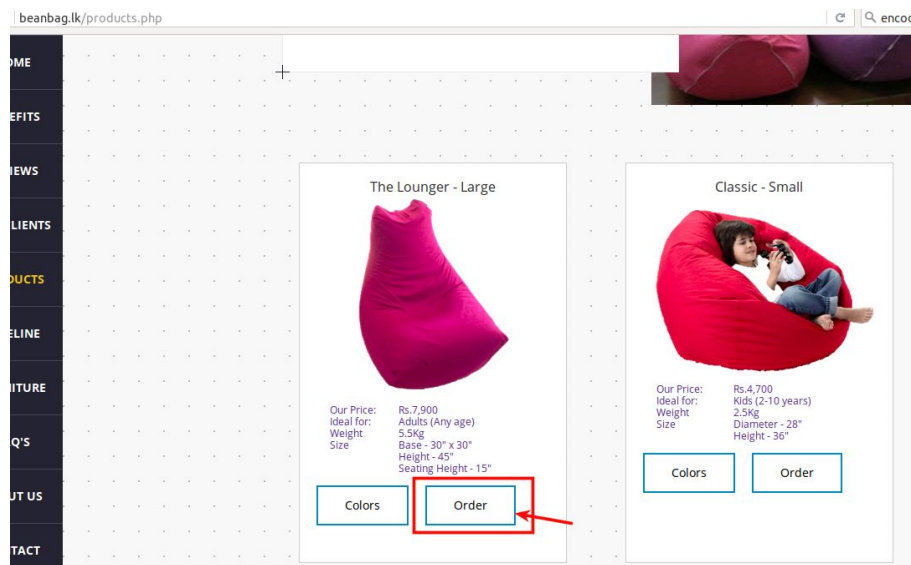 beanbag.lk/products.php
encoc
OME
EFITS
IEWS
LIENTS
DUCTS
ELINE
ITURE
Q'S
UT US
TACT
The Lounger - Large
Our Price: Rs.7,900
Ideal for: Adults (Any age)
Weight 5.5Kg
Size Base - 30" x 30"
Height - 45"
Seating Height - 15"
Colors Order
Classic - Small
Our Price: Rs.4,700
Ideal for: Kids (2-10 years)
Weight 2.5Kg
Size Diameter - 28"
Height - 36"
Colors Order